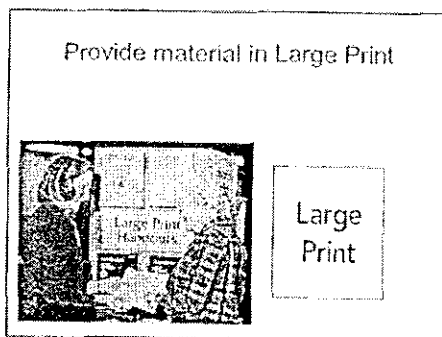 Provide material in Large Print
Large Print
Handouts
Large
Print